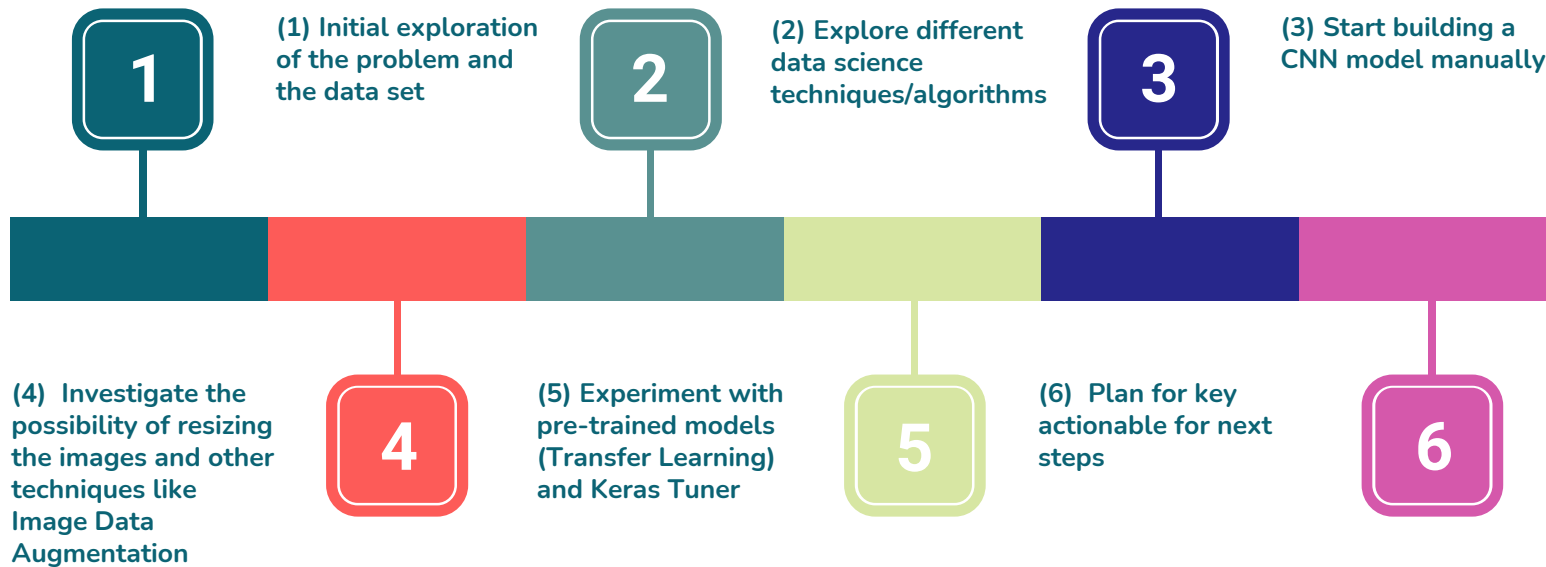 1
(1) Initial exploration
of the problem and
the data set
2
(2) Explore different
data science
techniques/algorithms
3
(3) Start building a
CNN model manually
(4)  Investigate the
possibility of resizing
the images and other
techniques like
Image Data
Augmentation
4
(5) Experiment with
pre-trained models
(Transfer Learning)
and Keras Tuner
5
(6)  Plan for key
actionable for next
steps
6